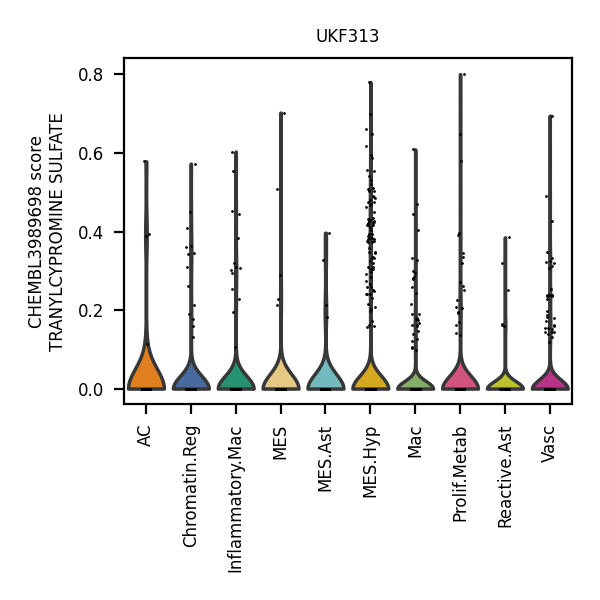 UKF313
CHEMBL3989698 score
TRANYLCYPROMINE SULFATE
0.8
0.6
0.4
0.2
0.0
AC
Chromatin.Reg
Inflammatory.Mac
MES
MES.Ast
MES.Hyp
Mac
Prolif.Metab
Reactive.Ast
Vasc